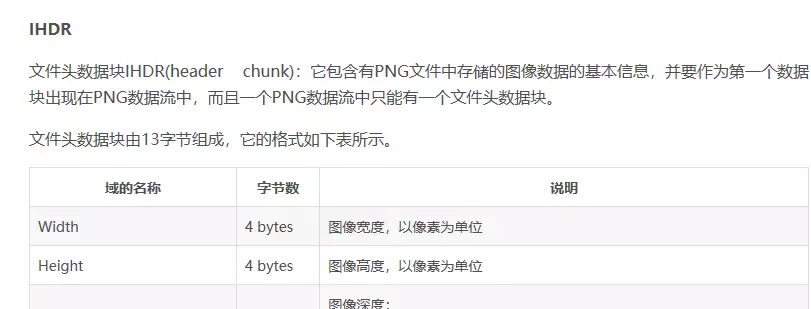 IHDR
文件头数据块IHDR(header chunk)：它包含有PNG文件中存储的图像数据的基本信息，并要作为第一个数据
块出现在PNG数据流中，而且一个PNG数据流中只能有一个文件头数据块。
文件头数据块由13字节组成，它的格式如下表所示。
域的名称 字节数 说明
Width 4 bytes 图像宽度，以像素为单位
Height 4 bytes 图像高度，以像素为单位
图像深度：